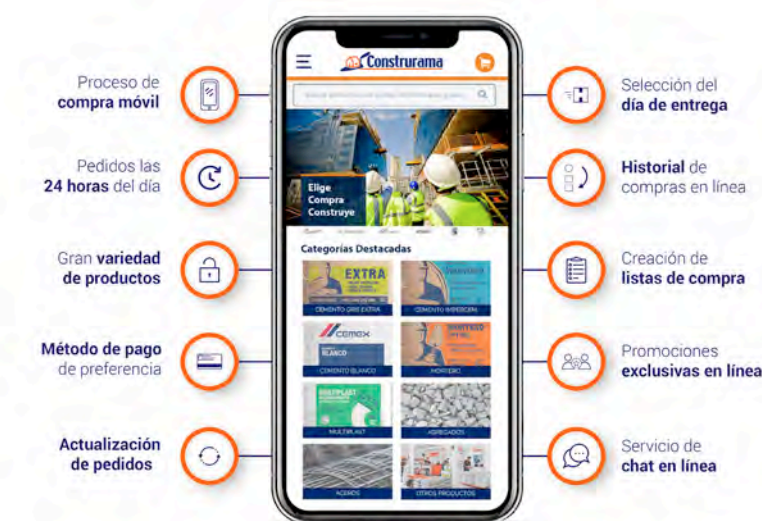 Proceso de
compra móvil
Pedidos las
24 horas del día
Gran variedad
de productos
Método de pago
de preferencia
Actualización
de pedidos
Construrama
Elige
Compra
Construye
Categorías Destacadas
EXTRA
CEMENTO GRIS EXTRA
CEMENTO IMPERCEM
CEMEX
BLANCO
CEMENTO BLANCO
MORTERO
MULTIPLAST
AGREGADOS
ACEROS
OTROS PRODUCTOS
Selección del
día de entrega
Historial de
compras en línea
Creación de
listas de compra
Promociones
exclusivas en línea
Servicio de
chat en línea